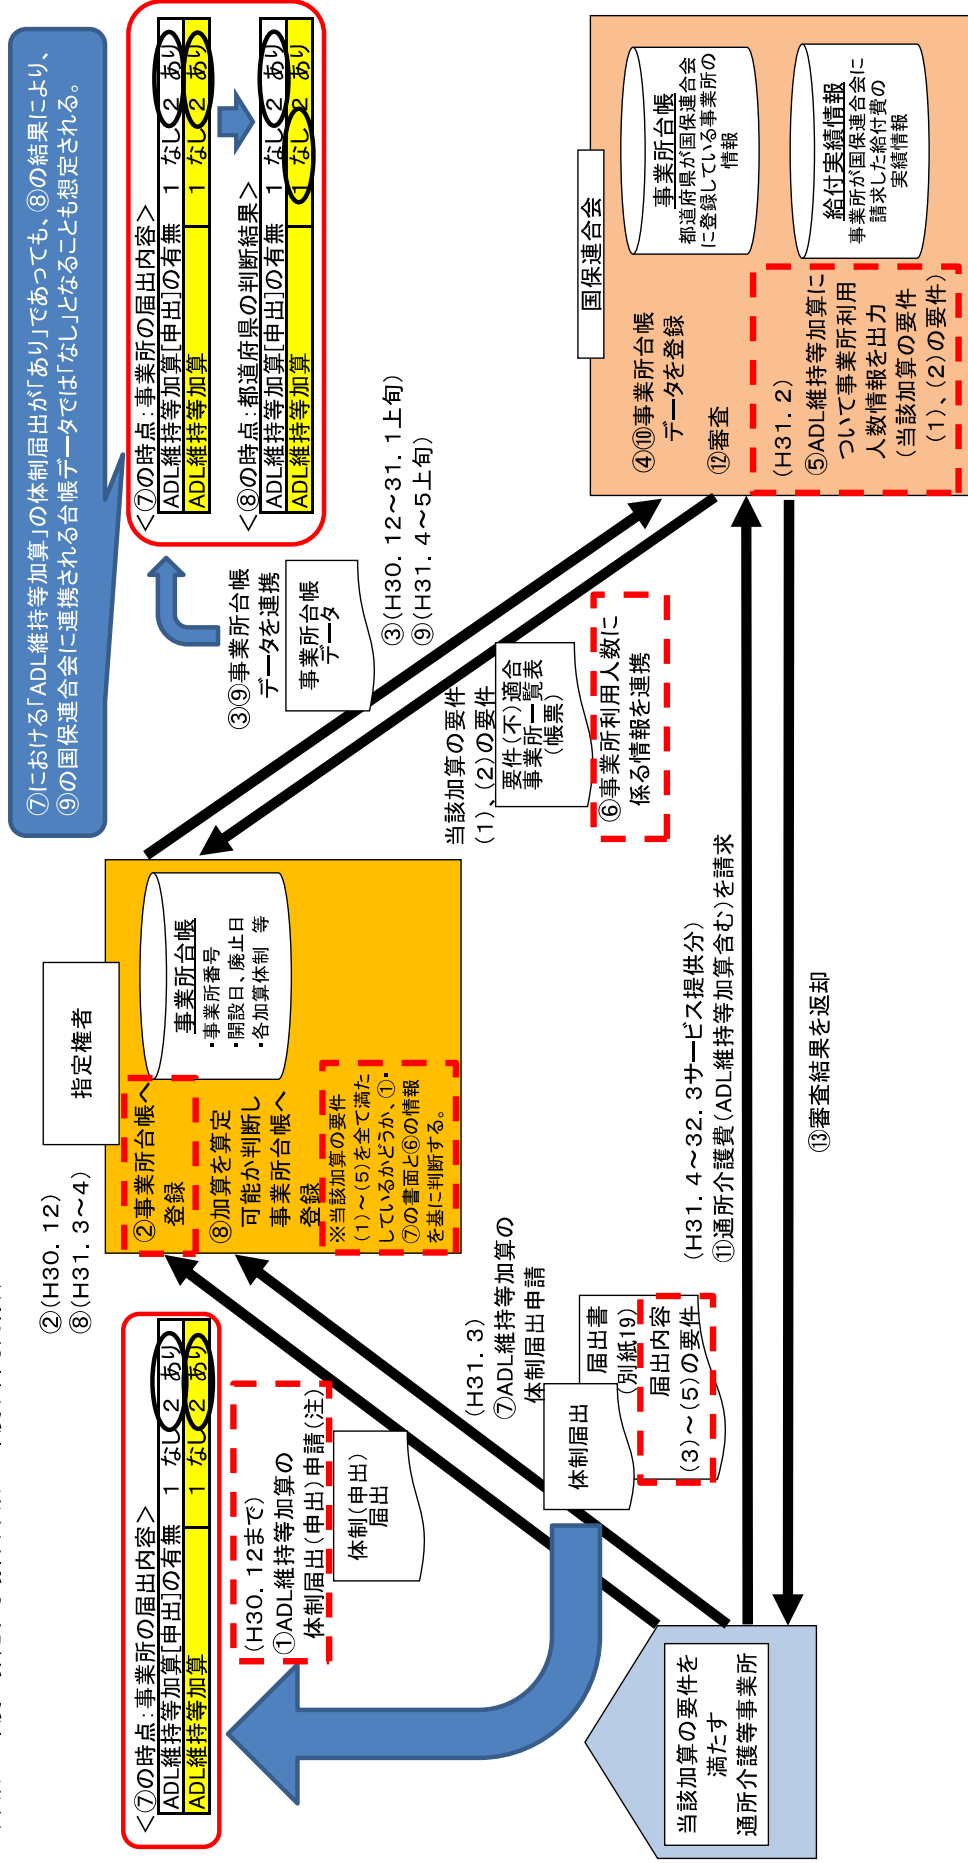 ⑦における「ADL維持等加算」の体制届出が「あり」であっても、⑧の結果により、
⑨の国保連合会に連携される台帳データでは「なし」となることも想定される。
＜⑦の時点：事業所の届出内容＞
ADL維持等加算[申出]の有無 1 なし 2 あり
ADL維持等加算 1 なし 2 あり
②(H30．12)
⑧(H31．3～4)
指定権者
②事業所台帳へ
登録
⑧加算を算定
可能か判断し
事業所台帳へ
登録
※当該加算の要件
(1)～(5)を全て満た
しているかどうか、①・
⑦の書面と⑥の情報
を基に判断する。
事業所台帳
・事業所番号
・開設日、廃止日
・各加算体制 等
＜⑦の時点：事業所の届出内容＞
ADL維持等加算[申出]の有無 1 なし 2 あり
ADL維持等加算 1 なし 2 あり
＜⑧の時点：都道府県の判断結果＞
ADL維持等加算[申出]の有無 1 なし 2 あり
ADL維持等加算 1 なし 2 あり
③⑨事業所台帳
データを連携
事業所台帳
データ
③(H30．12～31．1上旬)
⑨(H31．4～5上旬)
(H30．12まで)
①ADL維持等加算の
体制届出(申出)申請(注)
体制(申出)
届出
(H31．3)
⑦ADL維持等加算の
体制届出申請
体制届出
届出書
(別紙19)
届出内容
(3)～(5)の要件
当該加算の要件
(1)、(2)の要件
要件(不)適合
事業所一覧表
(帳票)
⑥事業所利用人数に
係る情報を連携
国保連合会
④⑩事業所台帳
データを登録
⑫審査
(H31．2)
⑤ADL維持等加算に
ついて事業所利用
人数情報を出力
(当該加算の要件
(1)、(2)の要件)
事業所台帳
都道府県が国保連合会
に登録している事業所の
情報
給付実績情報
事業所が国保連合会に
請求した給付費の
実績情報
当該加算の要件を
満たす
通所介護等事業所
(H31．4～32．3サービス提供分)
⑪通所介護費(ADL維持等加算含む)を請求
⑬審査結果を返却